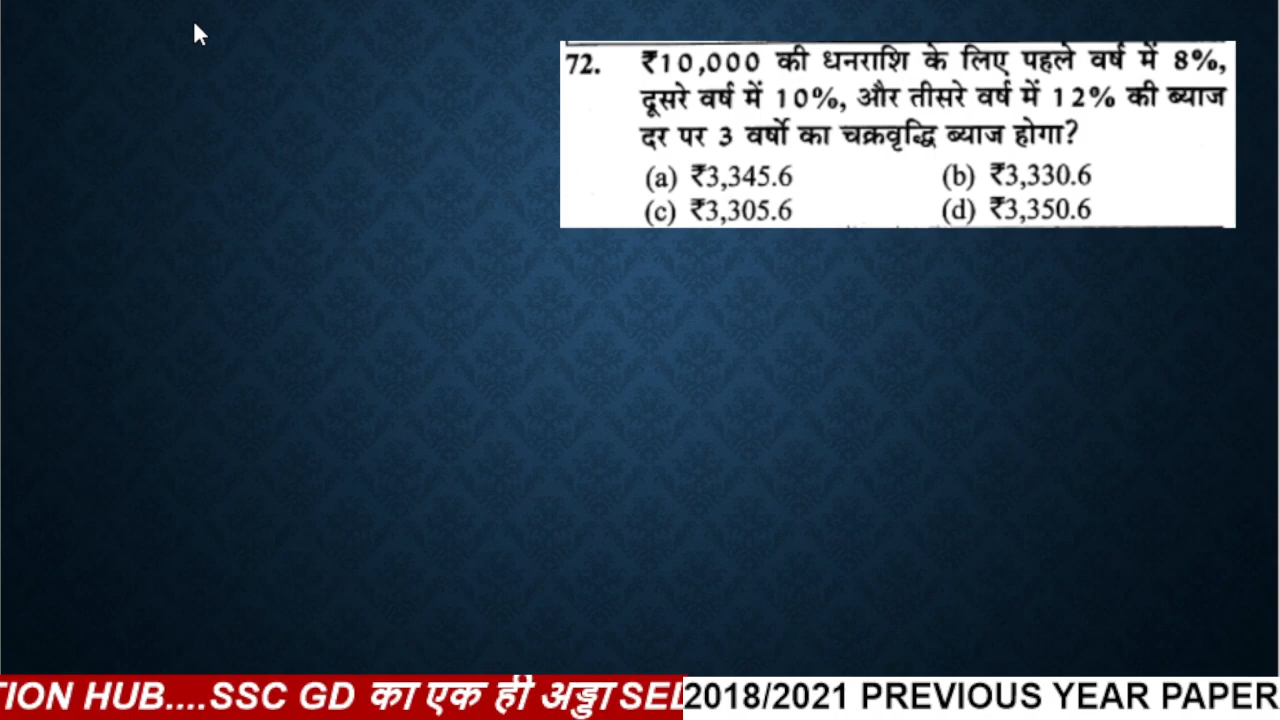 72. ₹10,000 की धनराशि के लिए पहले वर्ष में 8%,
दूसरे वर्ष में 10%, और तीसरे वर्ष में 12% की ब्याज
दर पर 3 वर्षो का चक्रवृद्धि ब्याज होगा?
(a) ₹3,345.6 (b) ₹3,330.6
(c) ₹3,305.6 (d) ₹3,350.6
TION HUB....SSC GD का एक ही अड्डा SEL
2018/2021 PREVIOUS YEAR PAPER